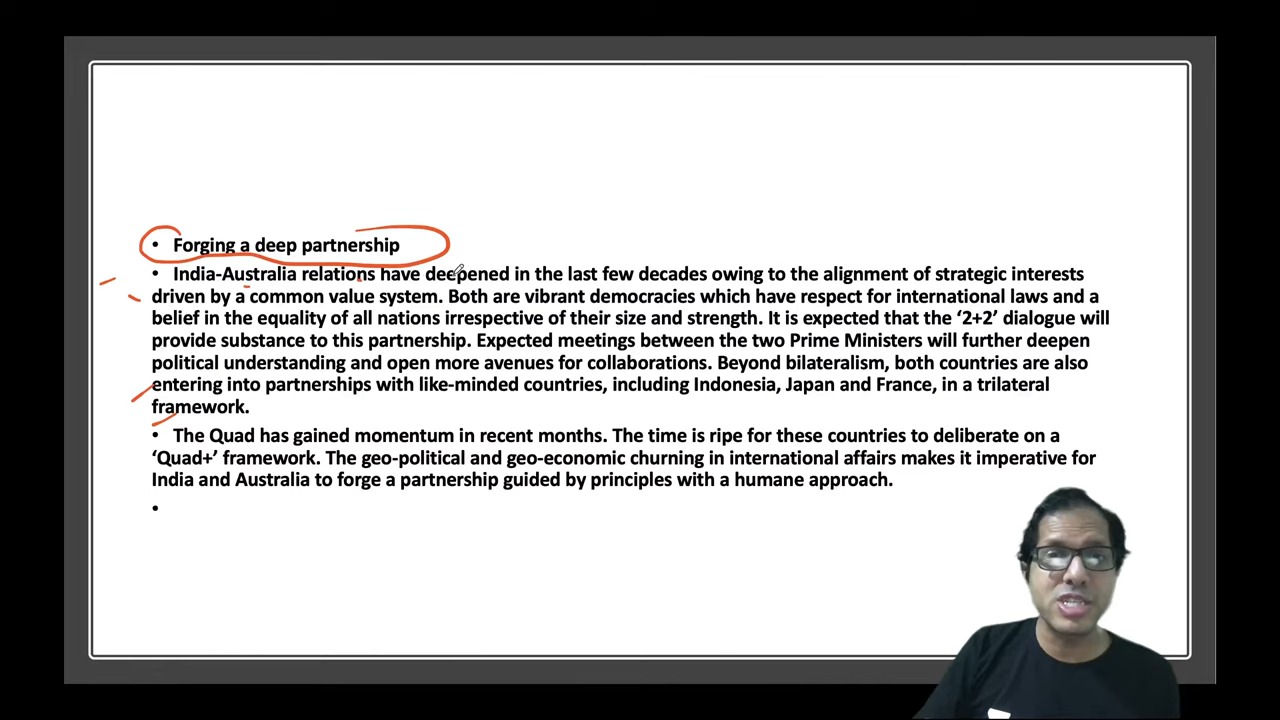 • Forging a deep partnership
• India-Australia relations have deepened in the last few decades owing to the alignment of strategic interests
driven by a common value system. Both are vibrant democracies which have respect for international laws and a
belief in the equality of all nations irrespective of their size and strength. It is expected that the ‘2+2’ dialogue will
provide substance to this partnership. Expected meetings between the two Prime Ministers will further deepen
political understanding and open more avenues for collaborations. Beyond bilateralism, both countries are also
entering into partnerships with like-minded countries, including Indonesia, Japan and France, in a trilateral
framework.
• The Quad has gained momentum in recent months. The time is ripe for these countries to deliberate on a
‘Quad+’ framework. The geo-political and geo-economic churning in international affairs makes it imperative for
India and Australia to forge a partnership guided by principles with a humane approach.
•